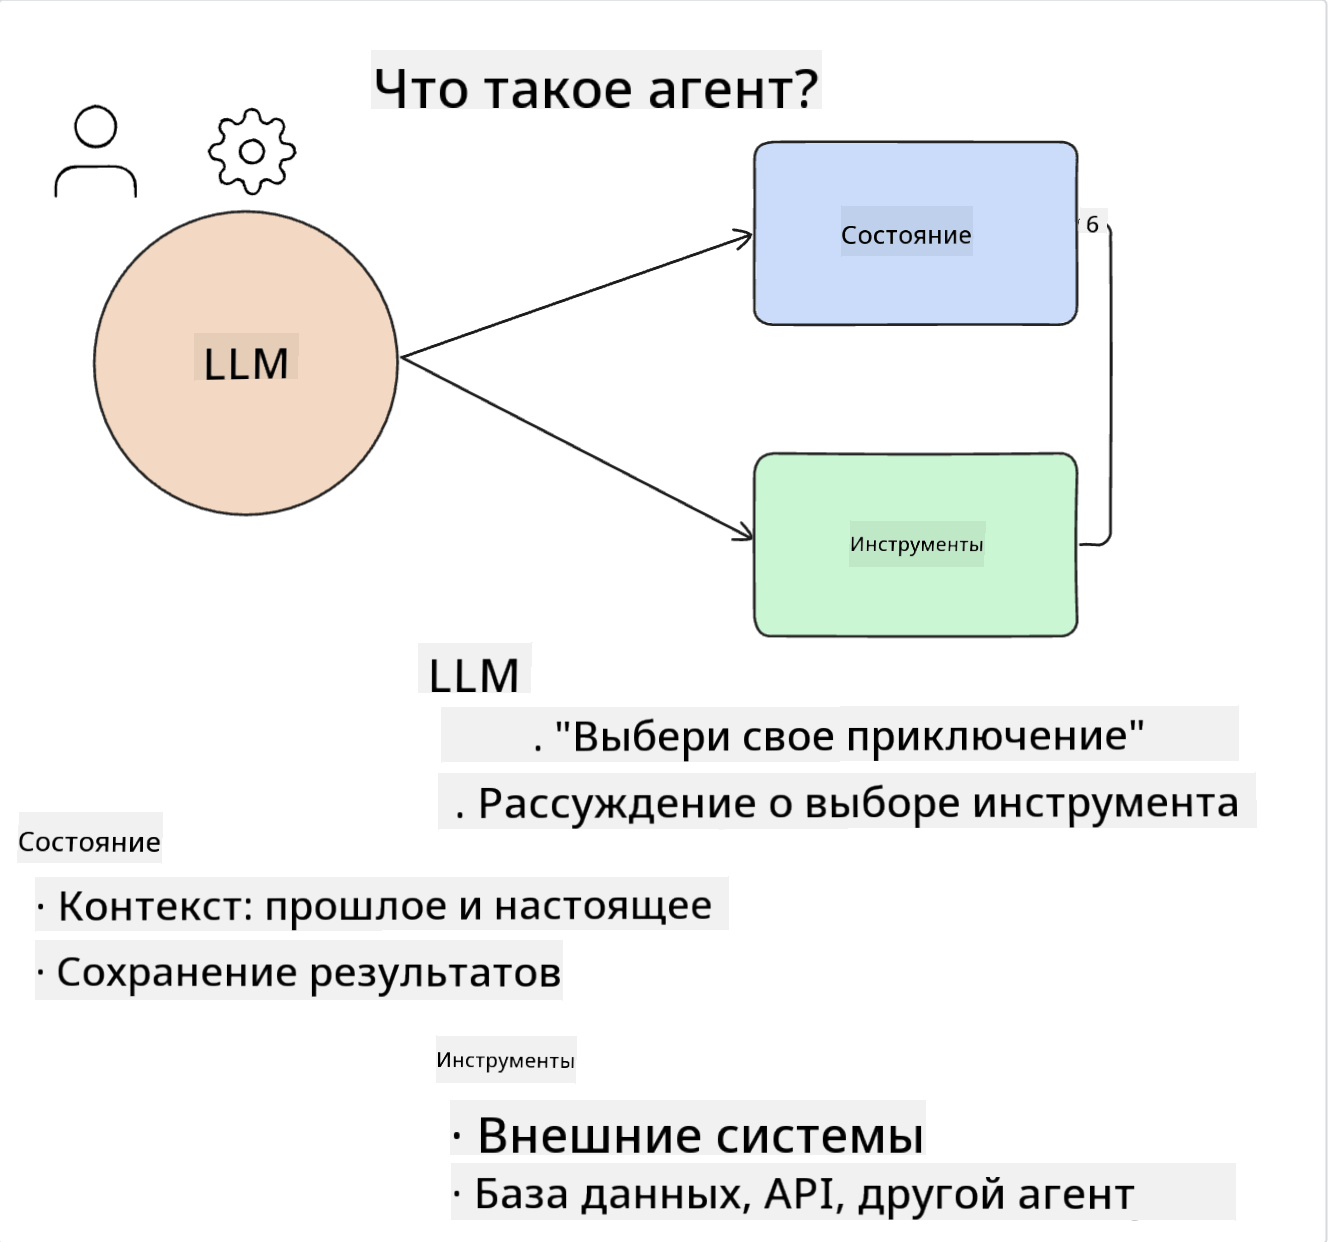 Что такое агент?
LLM
Состояние
6
Инструменты
LLM
. "Выбери свое приключение"
. Рассуждение о выборе инструмента
Состояние
· Контекст: прошлое и настоящее
· Сохранение результатов
Инструменты
· Внешние системы
· База данных, API, другой агент